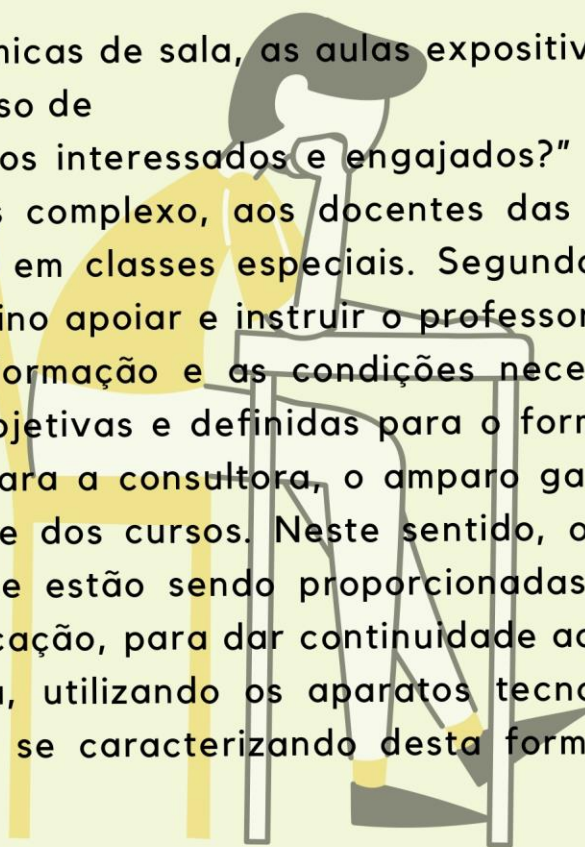 nicas de sala, as aulas expositiv
so de
os interessados e engajados?”
s complexo, aos docentes das
em classes especiais. Segundo
ino apoiar e instruir o professor
ormação e as condições nece
ojetivas e definidas para o form
ara a consultora, o amparo ga
e dos cursos. Neste sentido, o
e estão sendo proporcionadas
cação, para dar continuidade ao
, utilizando os aparatos tecno
se caracterizando desta form